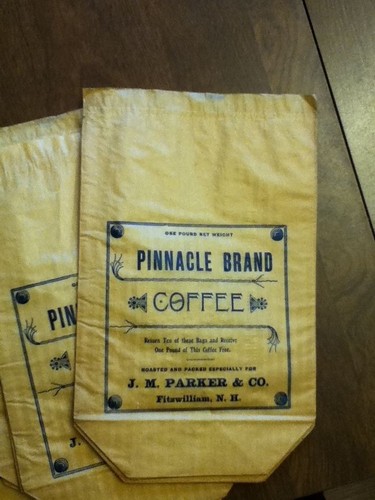 ONE POUND NET WEIGHT
PINNACLE BRAND
COFFEE
Return Ten of these Bags and Receive
One Pound of This Coffee Free.
ROASTED AND PACKED ESPECIALLY FOR
J. M. PARKER & CO.
Fitzwilliam, N. H.
PIN
J.